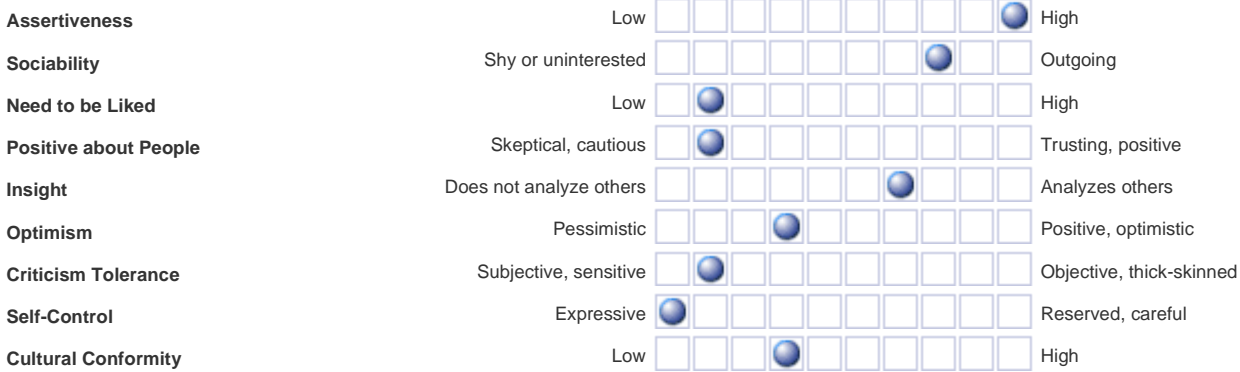 Assertiveness Low High
Sociability Shy or uninterested Outgoing
Need to be Liked Low High
Positive about People Skeptical, cautious Trusting, positive
Insight Does not analyze others Analyzes others
Optimism Pessimistic Positive, optimistic
Criticism Tolerance Subjective, sensitive Objective, thick-skinned
Self-Control Expressive Reserved, careful
Cultural Conformity Low High